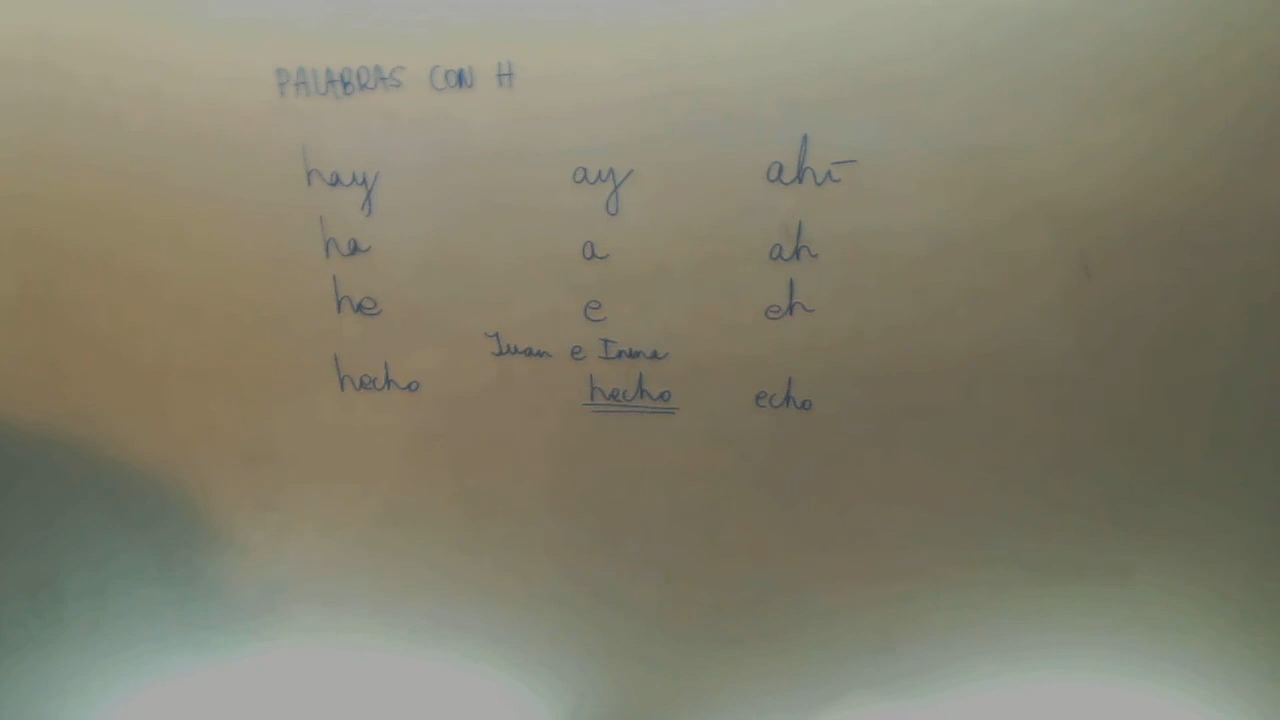 PALABRAS CON H
hay ay ahí
ha a ah
he e eh
Juan e Irene
hecho hecho echo